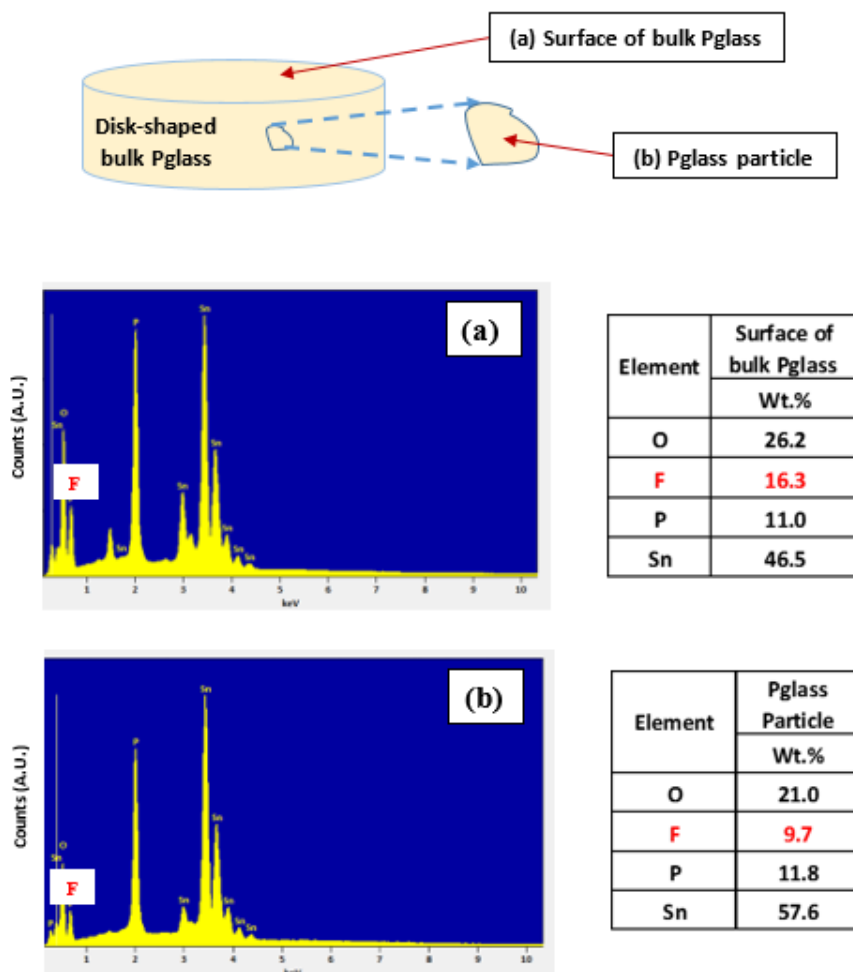 (a) Surface of bulk Pglass
Disk-shaped
bulk Pglass
(b) Pglass particle
(a)
Counts (A.U.)
Sn
P
O
Sn
Sn
F
Sn
Sn
Sn
Sn
Sn
1 2 3 4 5 6 7 8 9 10
keV
Element
Surface of
bulk Pglass
Wt.%
O 26.2
F 16.3
P 11.0
Sn 46.5
(b)
Counts (A.U.)
Sn
P
Sn
O
Sn
F
Sn
Sn
P
Sn
Sn
1 2 3 4 5 6 7 8 9 10
keV
Element
Pglass
Particle
Wt.%
O 21.0
F 9.7
P 11.8
Sn 57.6